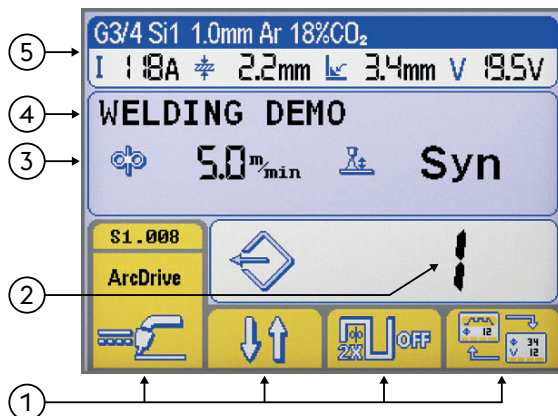 G3/4 Si1 1.0mm Ar 18%CO₂
I 118A 2.2mm 3.4mm V 19.5V
WELDING DEMO
5.0 m/min Syn
S1.008
ArcDrive
1
2X OFF
12 34
V 12
5
4
3
2
1